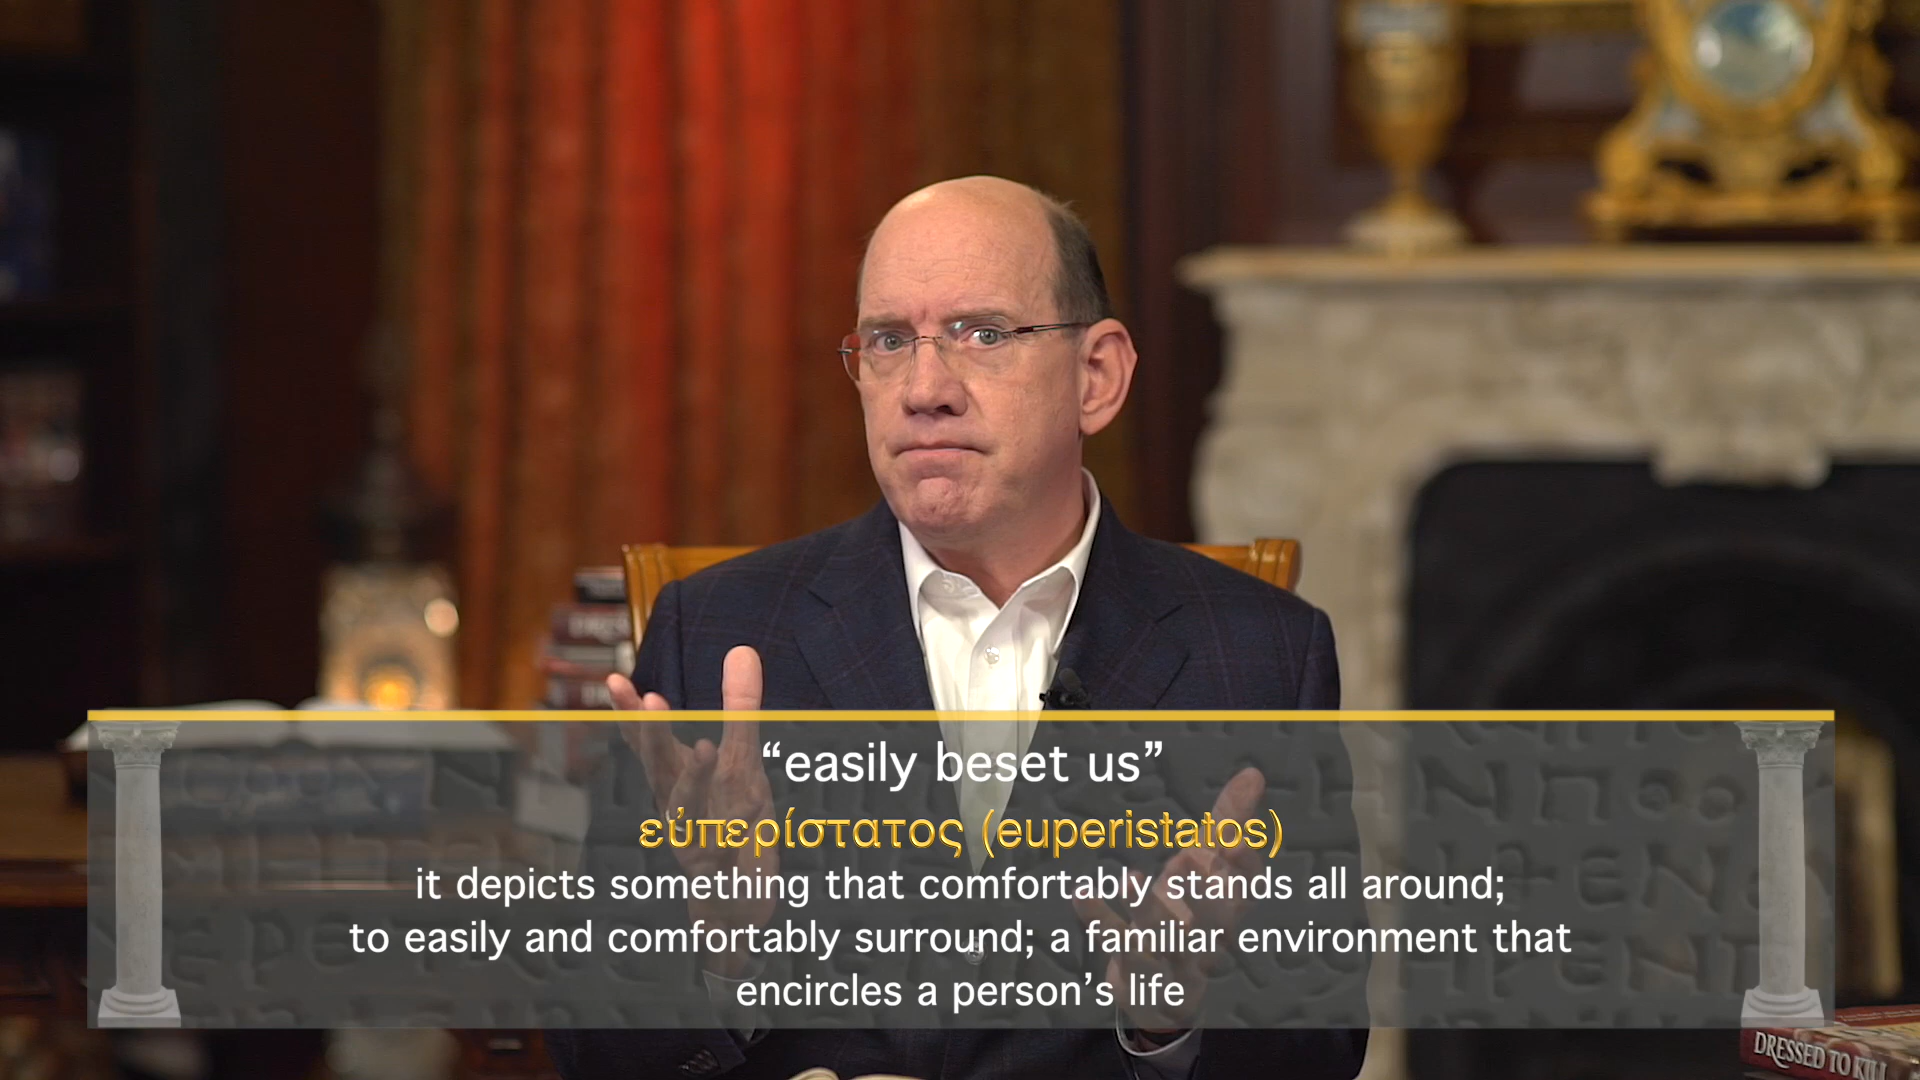 “easily beset us”
εὐπερίστατος (euperistatos)
it depicts something that comfortably stands all around;
to easily and comfortably surround; a familiar environment that
encircles a person’s life
DRESSED TO KILL